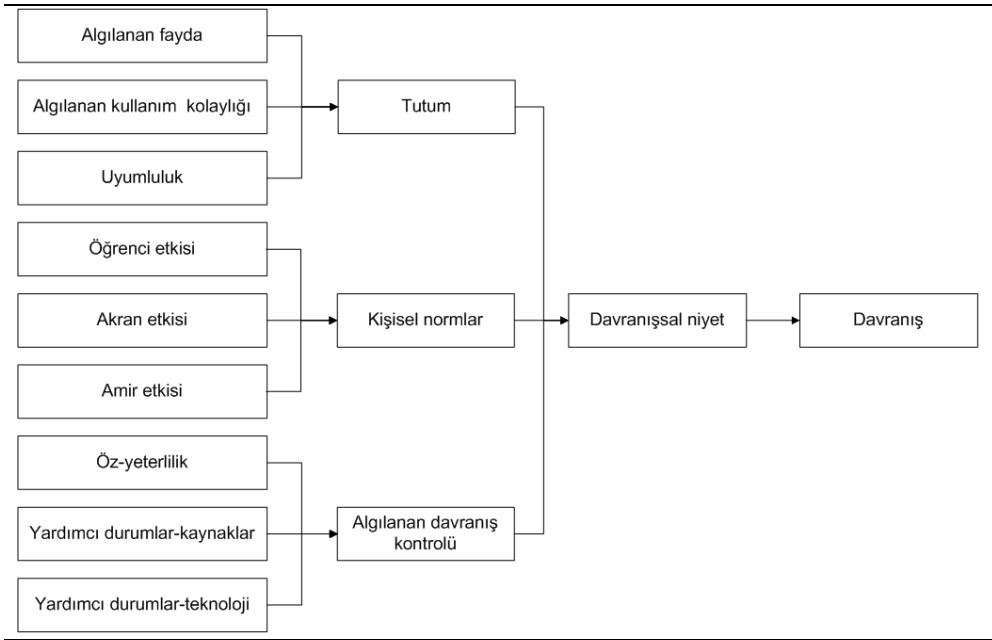 Algılanan fayda
Algılanan kullanım kolaylığı
Uyumluluk
Tutum
Öğrenci etkisi
Akran etkisi
Amir etkisi
Kişisel normlar
Davranışsal niyet
Davranış
Öz-yeterlilik
Yardımcı durumlar-kaynaklar
Yardımcı durumlar-teknoloji
Algılanan davranış
kontrolü